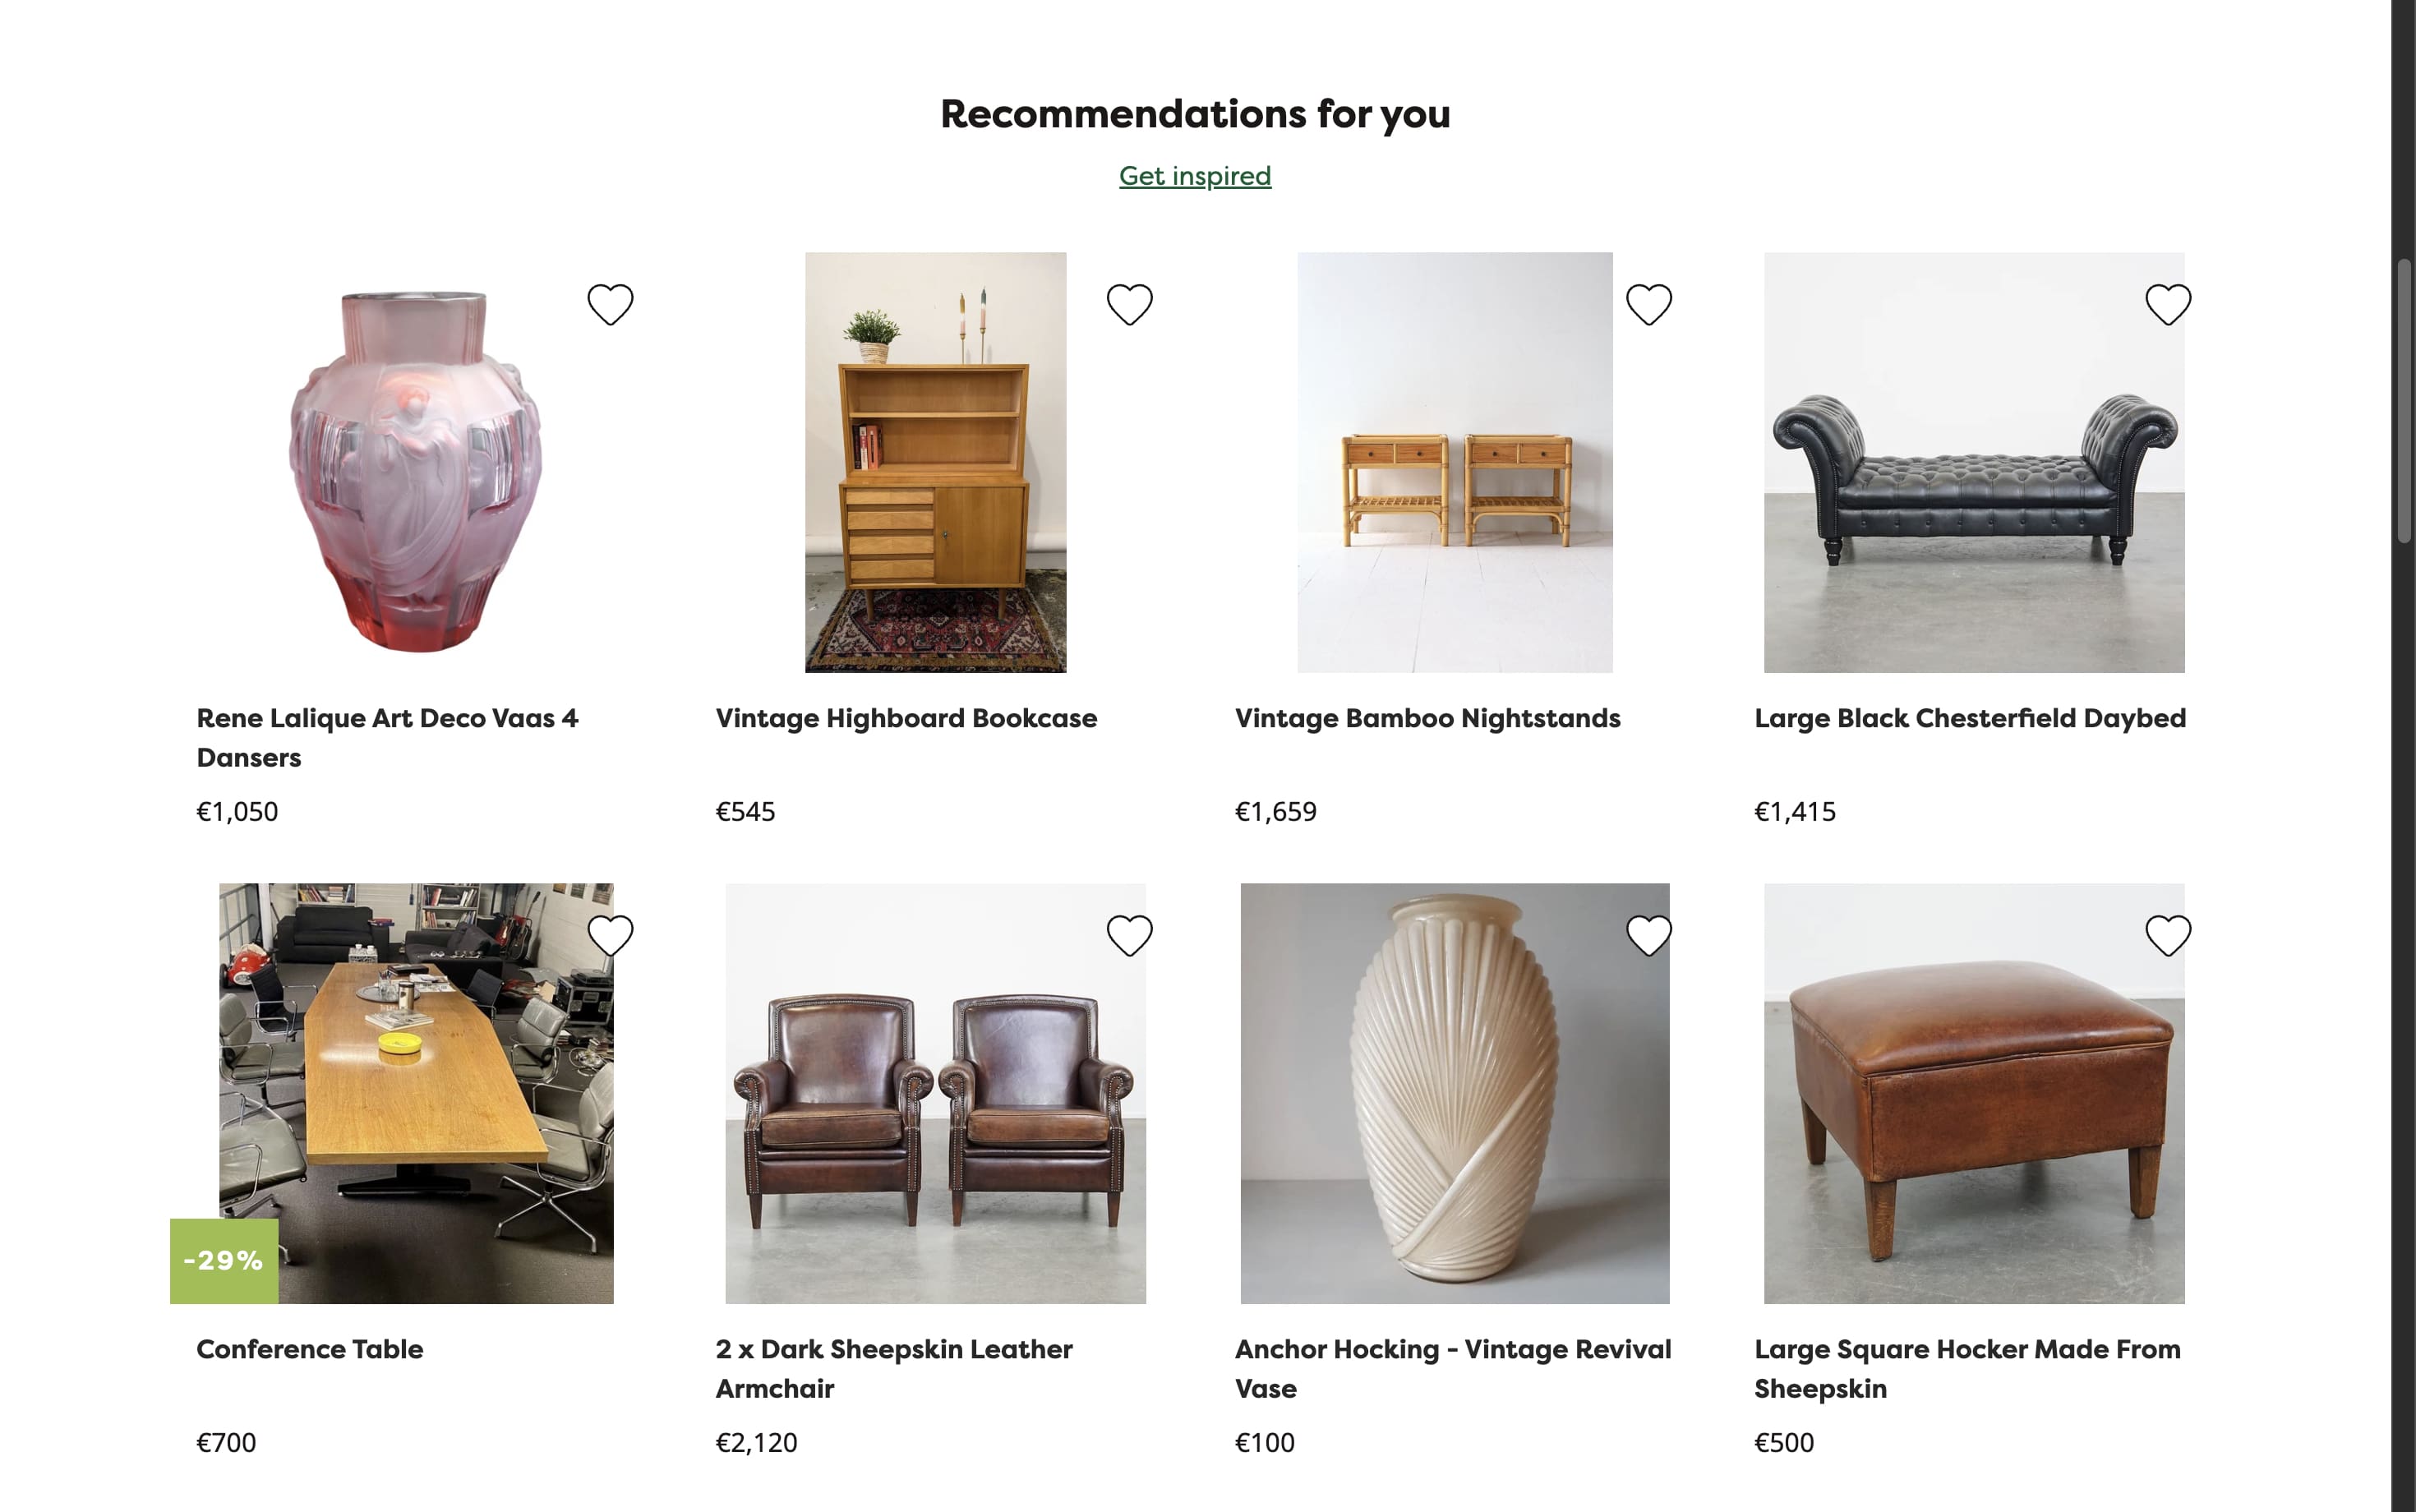 Recommendations for you
Get inspired
Rene Lalique Art Deco Vaas 4
Dansers
€1,050
Vintage Highboard Bookcase
€545
Vintage Bamboo Nightstands
€1,659
Large Black Chesterfield Daybed
€1,415
-29%
Conference Table
€700
2 x Dark Sheepskin Leather
Armchair
€2,120
Anchor Hocking - Vintage Revival
Vase
€100
Large Square Hocker Made From
Sheepskin
€500